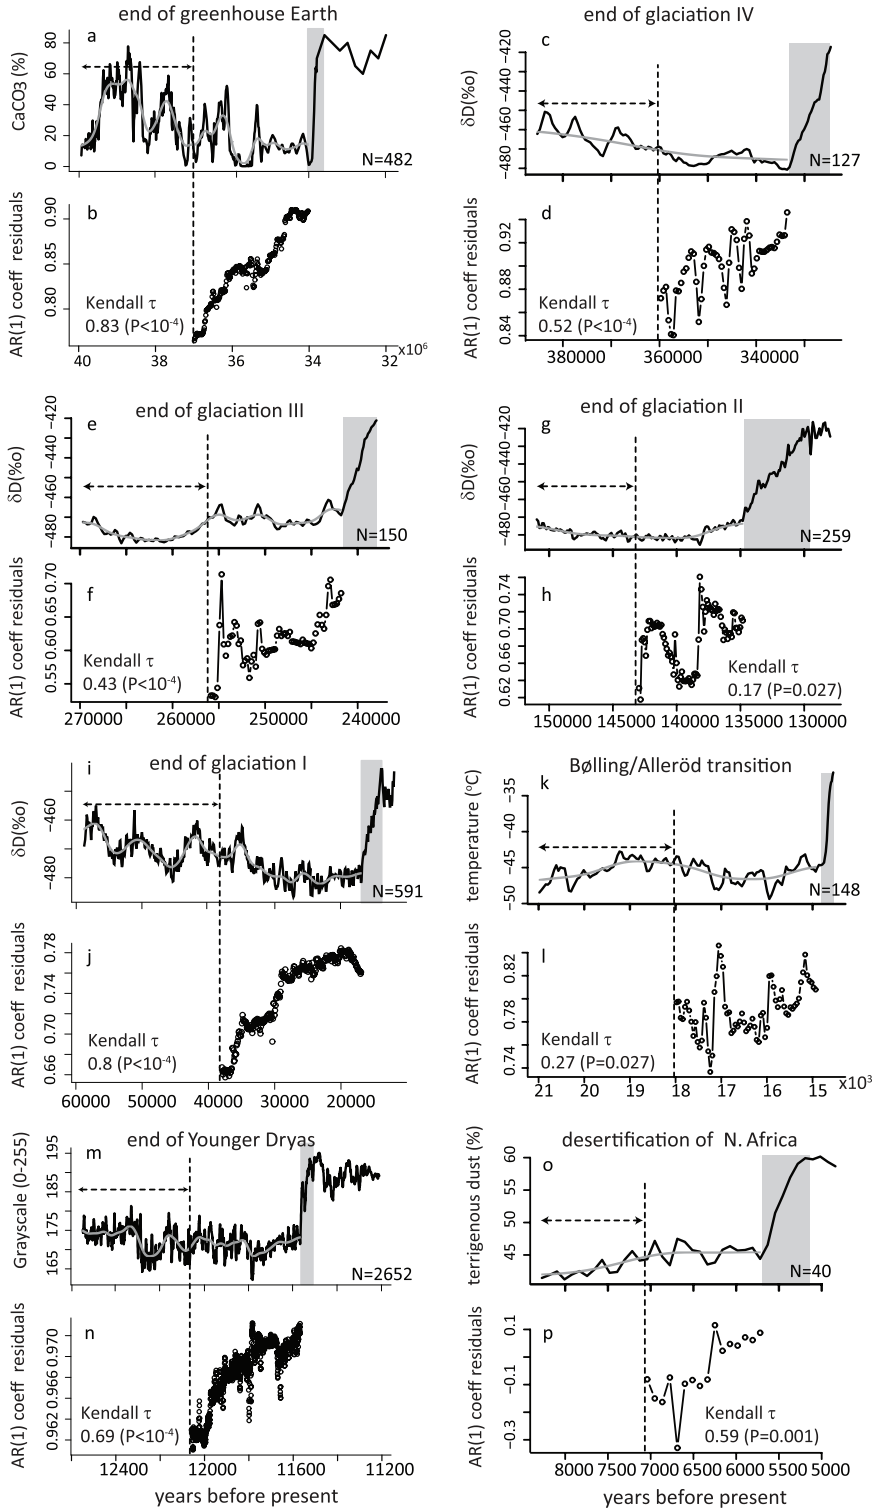 end of greenhouse Earth
a
CaCO3 (%)
80
60
40
20
0
N=482
b
AR(1) coeff residuals
0.90
0.85
0.80
Kendall τ
0.83 (P<10-4)
40 38 36 34 32 x10⁶
end of glaciation IV
c
δD(%o)
−420
−460
−480
N=127
d
AR(1) coeff residuals
0.92
0.88
0.84
Kendall τ
0.52 (P<10-4)
380000 360000 340000
end of glaciation III
e
δD(%o)
−420
−440
−460
−480
N=150
f
AR(1) coeff residuals
0.70
0.65
0.60
0.55
Kendall τ
0.43 (P<10-4)
270000 260000 250000 240000
end of glaciation II
g
δD(%o)
−420
−440
−460
−480
N=259
h
AR(1) coeff residuals
0.74
0.70
0.66
0.62
Kendall τ
0.17 (P=0.027)
150000 145000 140000 135000 130000
end of glaciation I
i
δD(%o)
−460
−480
N=591
j
AR(1) coeff residuals
0.78
0.74
0.70
0.66
Kendall τ
0.8 (P<10-4)
60000 50000 40000 30000 20000
Bølling/Alleröd transition
k
temperature (°C)
−35
−40
−45
−50
N=148
l
AR(1) coeff residuals
0.82
0.78
0.74
Kendall τ
0.27 (P=0.027)
21 20 19 18 17 16 15 x10³
end of Younger Dryas
m
Grayscale (0-255)
195
185
175
165
N=2652
n
AR(1) coeff residuals
0.970
0.966
0.962
Kendall τ
0.69 (P<10-4)
12400 12000 11600 11200
years before present
desertification of N. Africa
o
terrigenous dust (%)
60
55
50
45
N=40
p
AR(1) coeff residuals
0.1
−0.1
−0.3
Kendall τ
0.59 (P=0.001)
8000 7500 7000 6500 6000 5500 5000
years before present